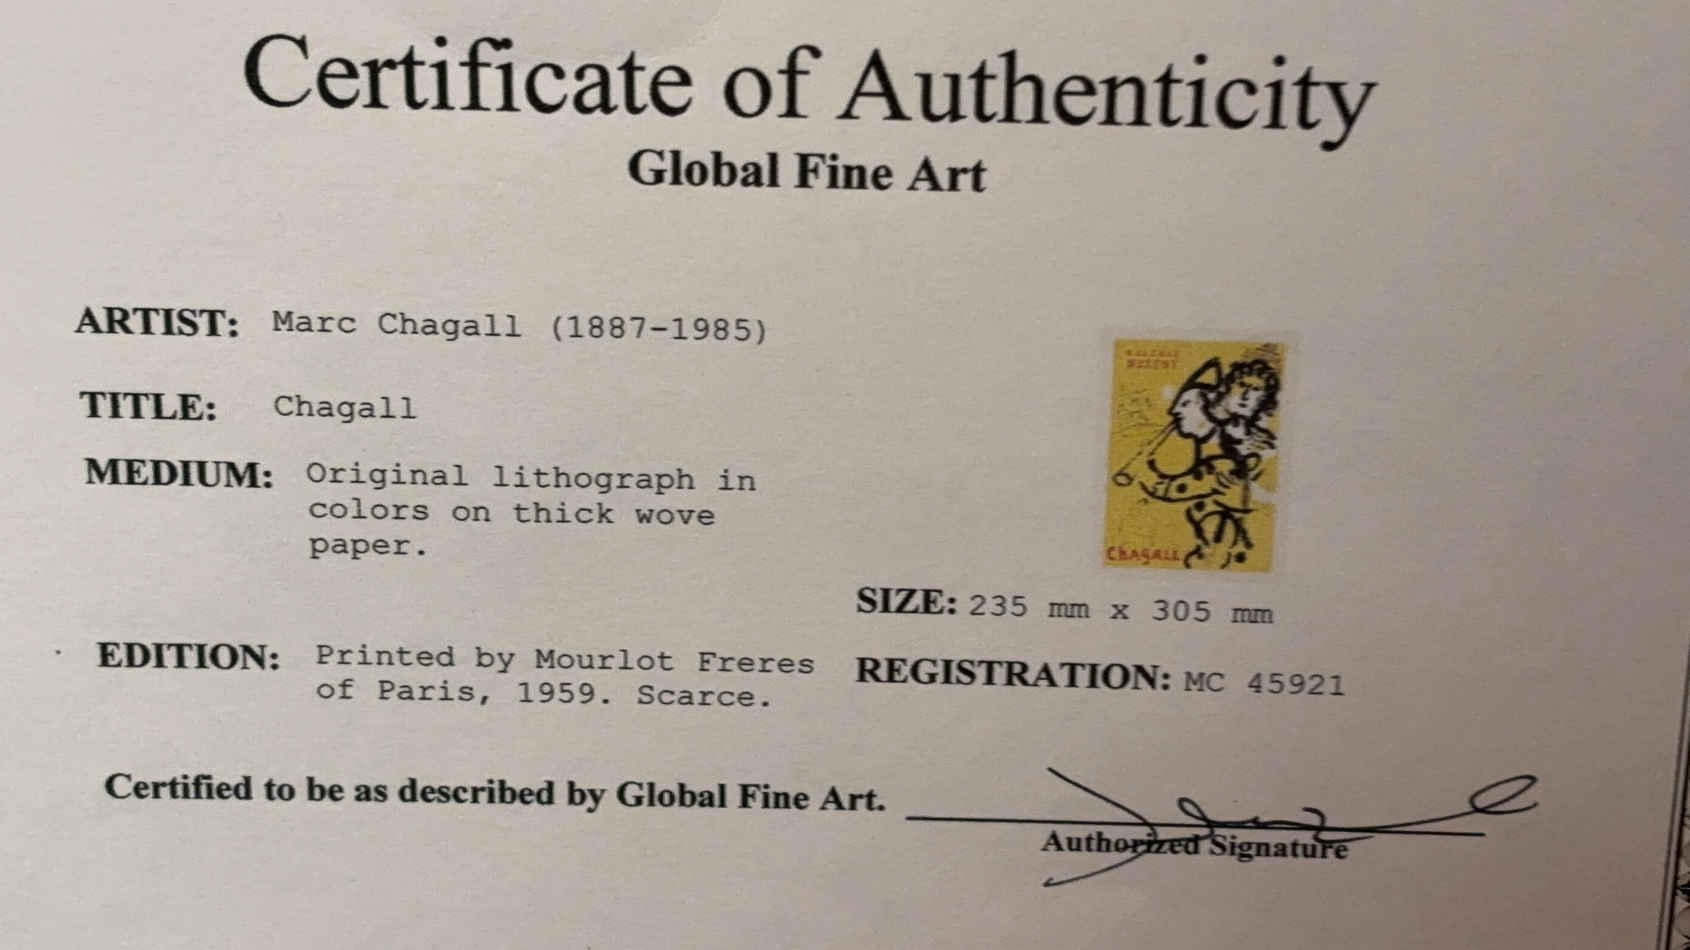 Certificate of Authenticity
Global Fine Art
ARTIST: Marc Chagall (1887-1985)
TITLE: Chagall
MEDIUM: Original lithograph in
colors on thick wove
paper.
CHAGALL
SIZE: 235 mm x 305 mm
EDITION: Printed by Mourlot Freres
of Paris, 1959. Scarce.
REGISTRATION: MC 45921
Certified to be as described by Global Fine Art.
Authorized Signature